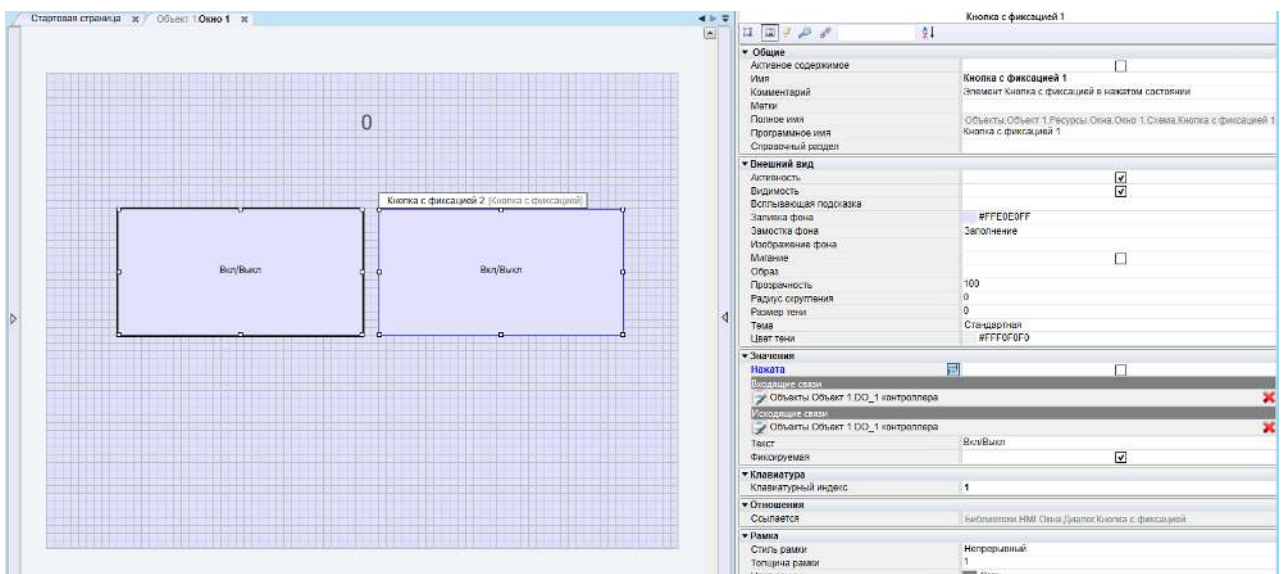 Стартовая страница
Объект 1.Окно 1
0
Кнопка с фиксацией 2 [Кнопка с фиксацией]
Вкл/Выкл
Вкл/Выкл
Кнопка с фиксацией 1
Общие
Активное содержимое
Имя Кнопка с фиксацией 1
Комментарий Элемент Кнопка с фиксацией в нажатом состоянии
Метки
Полное имя Объекты.Объект 1.Ресурсы.Окна.Окно 1.Схема.Кнопка с фиксацией 1
Программное имя Кнопка с фиксацией 1
Справочный раздел
Внешний вид
Активность
Видимость
Всплывающая подсказка
Заливка фона #FFE0E0FF
Замостка фона Заполнение
Изображение фона
Мигание
Образ
Прозрачность 100
Радиус скругления 0
Размер тени 0
Тема Стандартная
Цвет тени #FFF0F0F0
Значения
Нажата
Входящие связи
Объекты Объект 1.DO_1 контроллера
Исходящие связи
Объекты Объект 1.DO_1 контроллера
Текст Вкл/Выкл
Фиксируемая
Клавиатура
Клавиатурный индекс 1
Отношения
Ссылается Библиотеки.HMI.Окна.Диалог.Кнопка с фиксацией
Рамка
Стиль рамки Непрерывный
Толщина рамки 1